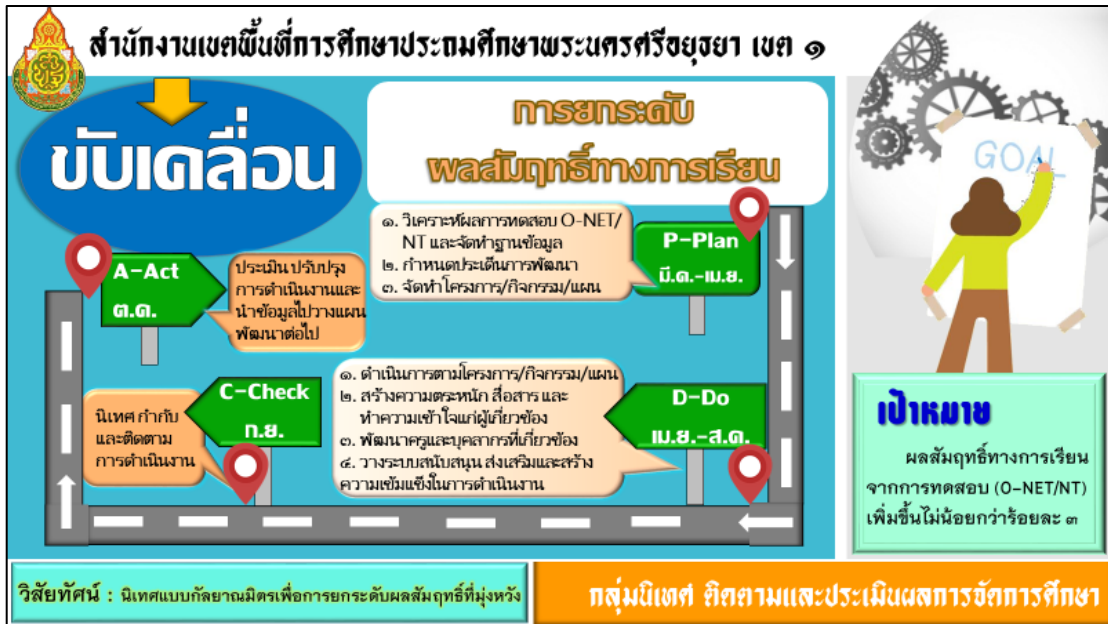 สำนักงานเขตพื้นที่การศึกษาประถมศึกษาพระนครศรีอยุธยา เขต ๑
ขับเคลื่อน
การยกระดับ
ผลสัมฤทธิ์ทางการเรียน
๑. วิเคราะห์ผลการทดสอบ O-NET/
NT และจัดทำฐานข้อมูล
๒. กำหนดประเด็นการพัฒนา
๓. จัดทำโครงการ/กิจกรรม/แผน
P-Plan
มี.ค.-เม.ย.
A-Act
ต.ค.
ประเมิน ปรับปรุง
การดำเนินงานและ
นำข้อมูลไปวางแผน
พัฒนาต่อไป
๑. ดำเนินการตามโครงการ/กิจกรรม/แผน
๒. สร้างความตระหนัก สื่อสาร และ
ทำความเข้าใจแก่ผู้เกี่ยวข้อง
๓. พัฒนาครูและบุคลากรที่เกี่ยวข้อง
๔. วางระบบสนับสนุน ส่งเสริมและสร้าง
ความเข้มแข็งในการดำเนินงาน
D-Do
เม.ย.-ส.ค.
C-Check
ก.ย.
นิเทศ กำกับ
และติดตาม
การดำเนินงาน
GOAL
เป้าหมาย
ผลสัมฤทธิ์ทางการเรียน
จากการทดสอบ (O-NET/NT)
เพิ่มขึ้นไม่น้อยกว่าร้อยละ ๓
วิสัยทัศน์ : นิเทศแบบกัลยาณมิตรเพื่อการยกระดับผลสัมฤทธิ์ที่มุ่งหวัง
กลุ่มนิเทศ ติดตามและประเมินผลการจัดการศึกษา